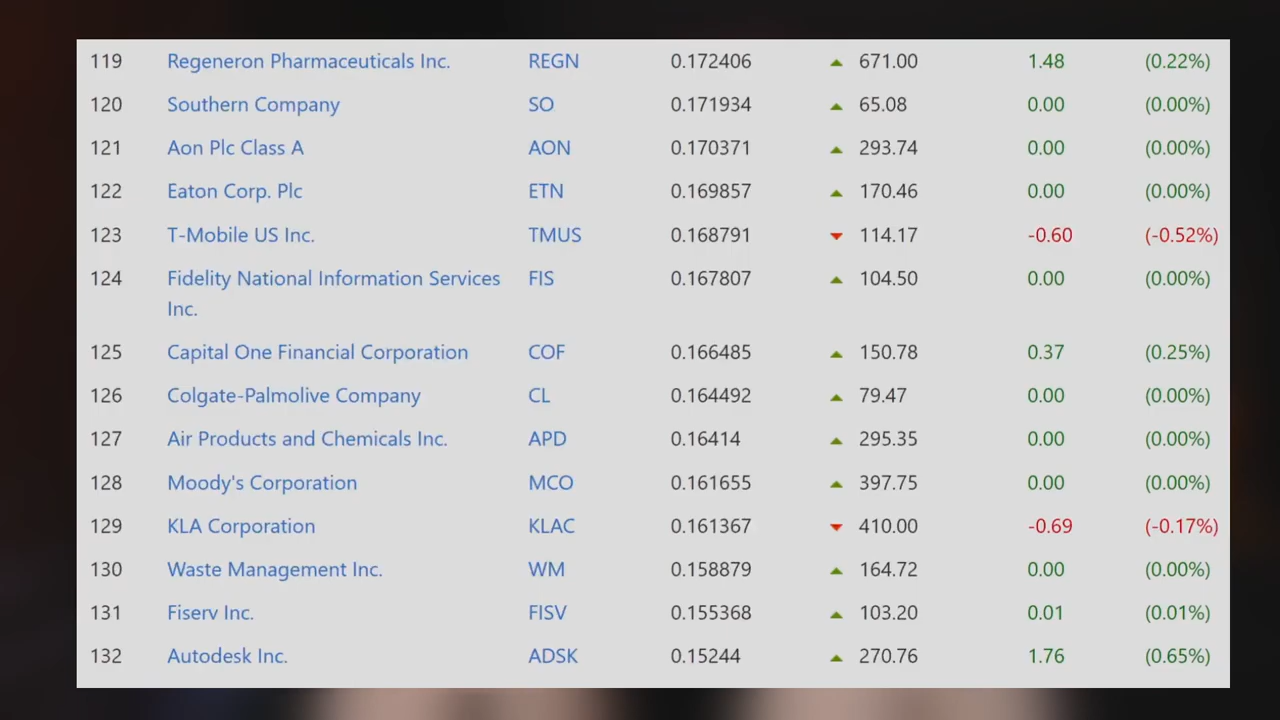 119 Regeneron Pharmaceuticals Inc. REGN 0.172406 671.00 1.48 (0.22%)
120 Southern Company SO 0.171934 65.08 0.00 (0.00%)
121 Aon Plc Class A AON 0.170371 293.74 0.00 (0.00%)
122 Eaton Corp. Plc ETN 0.169857 170.46 0.00 (0.00%)
123 T-Mobile US Inc. TMUS 0.168791 114.17 -0.60 (-0.52%)
124 Fidelity National Information Services FIS 0.167807 104.50 0.00 (0.00%)
Inc.
125 Capital One Financial Corporation COF 0.166485 150.78 0.37 (0.25%)
126 Colgate-Palmolive Company CL 0.164492 79.47 0.00 (0.00%)
127 Air Products and Chemicals Inc. APD 0.16414 295.35 0.00 (0.00%)
128 Moody's Corporation MCO 0.161655 397.75 0.00 (0.00%)
129 KLA Corporation KLAC 0.161367 410.00 -0.69 (-0.17%)
130 Waste Management Inc. WM 0.158879 164.72 0.00 (0.00%)
131 Fiserv Inc. FISV 0.155368 103.20 0.01 (0.01%)
132 Autodesk Inc. ADSK 0.15244 270.76 1.76 (0.65%)